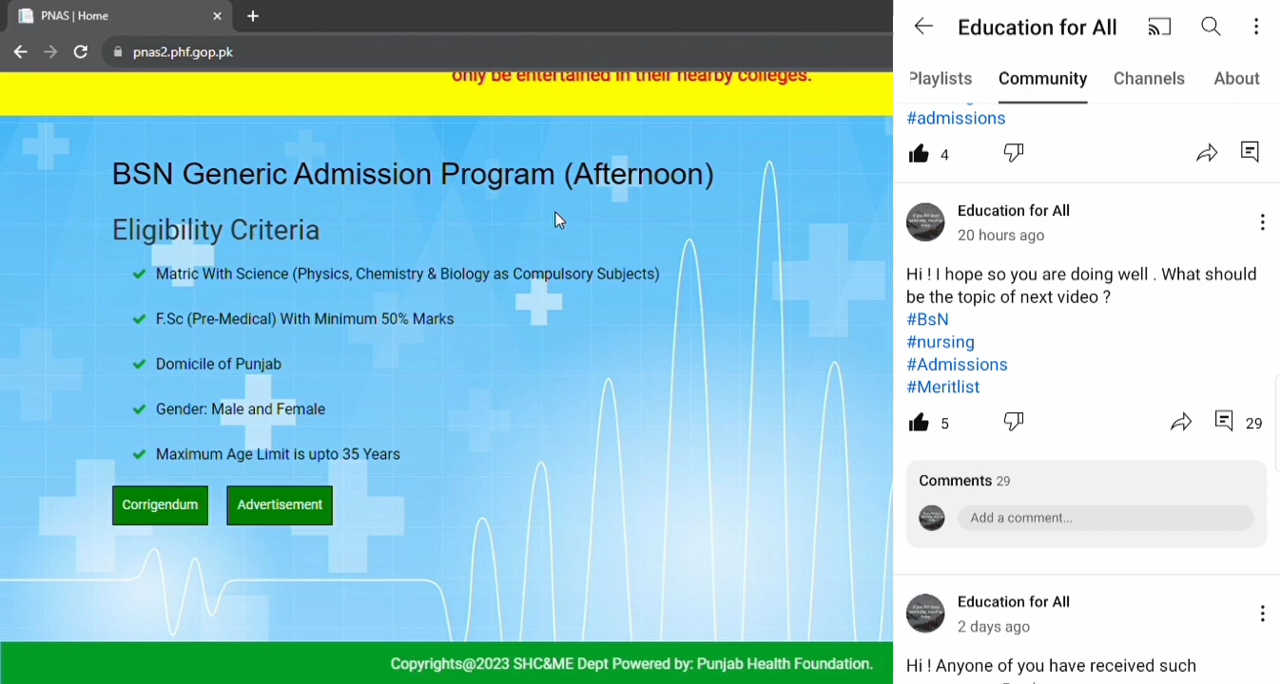 PNAS | Home
pnas2.phf.gop.pk
only be entertained in their nearby colleges.
BSN Generic Admission Program (Afternoon)
Eligibility Criteria
Matric With Science (Physics, Chemistry & Biology as Compulsory Subjects)
F.Sc (Pre-Medical) With Minimum 50% Marks
Domicile of Punjab
Gender: Male and Female
Maximum Age Limit is upto 35 Years
Corrigendum
Advertisement
Copyrights@2023 SHC&ME Dept Powered by: Punjab Health Foundation.
Education for All
Playlists Community Channels About
#admissions
4
Education for All
20 hours ago
Hi ! I hope so you are doing well . What should
be the topic of next video ?
#BsN
#nursing
#Admissions
#Meritlist
5 29
Comments 29
Add a comment...
Education for All
2 days ago
Hi ! Anyone of you have received such